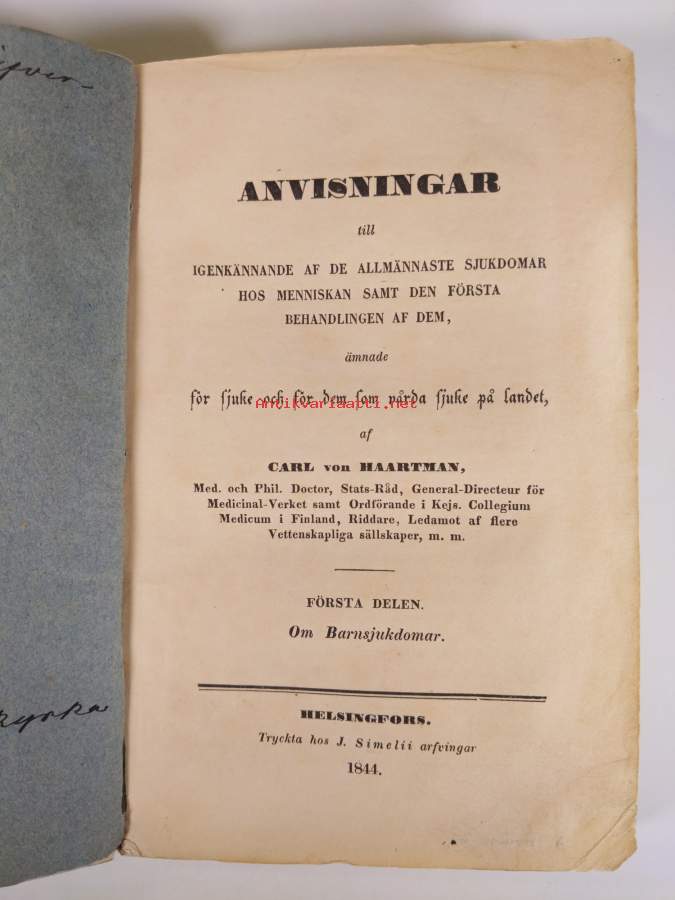 ANVISNINGAR
till
IGENKÄNNANDE AF DE ALLMÄNNASTE SJUKDOMAR
HOS MENNISKAN SAMT DEN FÖRSTA
BEHANDLINGEN AF DEM,
ämnade
för sjuke och för dem som vårda sjuke på landet,
Antikvariaatti.net
af
CARL von HAARTMAN,
Med. och Phil. Doctor, Stats-Råd, General-Directeur för
Medicinal-Verket samt Ordförande i Kejs. Collegium
Medicum i Finland, Riddare, Ledamot af flere
Vettenskapliga sällskaper, m. m.
FÖRSTA DELEN.
Om Barnsjukdomar.
HELSINGFORS.
Tryckta hos J. Simelii arfvingar
1844.